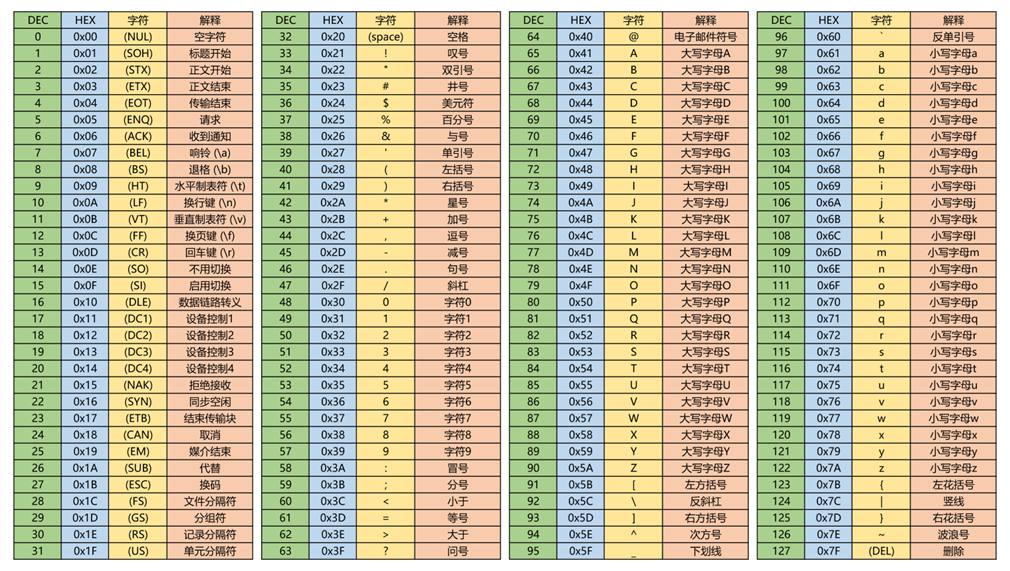 DEC HEX 字符 解释 DEC HEX 字符 解释 DEC HEX 字符 解释 DEC HEX 字符 解释
0 0x00 (NUL) 空字符 32 0x20 (space) 空格 64 0x40 @ 电子邮件符号 96 0x60 ` 反单引号
1 0x01 (SOH) 标题开始 33 0x21 ! 叹号 65 0x41 A 大写字母A 97 0x61 a 小写字母a
2 0x02 (STX) 正文开始 34 0x22 " 双引号 66 0x42 B 大写字母B 98 0x62 b 小写字母b
3 0x03 (ETX) 正文结束 35 0x23 # 井号 67 0x43 C 大写字母C 99 0x63 c 小写字母c
4 0x04 (EOT) 传输结束 36 0x24 $ 美元符 68 0x44 D 大写字母D 100 0x64 d 小写字母d
5 0x05 (ENQ) 请求 37 0x25 % 百分号 69 0x45 E 大写字母E 101 0x65 e 小写字母e
6 0x06 (ACK) 收到通知 38 0x26 & 与号 70 0x46 F 大写字母F 102 0x66 f 小写字母f
7 0x07 (BEL) 响铃 (\a) 39 0x27 ' 单引号 71 0x47 G 大写字母G 103 0x67 g 小写字母g
8 0x08 (BS) 退格 (\b) 40 0x28 ( 左括号 72 0x48 H 大写字母H 104 0x68 h 小写字母h
9 0x09 (HT) 水平制表符 (\t) 41 0x29 ) 右括号 73 0x49 I 大写字母I 105 0x69 i 小写字母i
10 0x0A (LF) 换行键 (\n) 42 0x2A * 星号 74 0x4A J 大写字母J 106 0x6A j 小写字母j
11 0x0B (VT) 垂直制表符 (\v) 43 0x2B + 加号 75 0x4B K 大写字母K 107 0x6B k 小写字母k
12 0x0C (FF) 换页键 (\f) 44 0x2C , 逗号 76 0x4C L 大写字母L 108 0x6C l 小写字母l
13 0x0D (CR) 回车键 (\r) 45 0x2D - 减号 77 0x4D M 大写字母M 109 0x6D m 小写字母m
14 0x0E (SO) 不用切换 46 0x2E . 句号 78 0x4E N 大写字母N 110 0x6E n 小写字母n
15 0x0F (SI) 启用切换 47 0x2F / 斜杠 79 0x4F O 大写字母O 111 0x6F o 小写字母o
16 0x10 (DLE) 数据链路转义 48 0x30 0 字符0 80 0x50 P 大写字母P 112 0x70 p 小写字母p
17 0x11 (DC1) 设备控制1 49 0x31 1 字符1 81 0x51 Q 大写字母Q 113 0x71 q 小写字母q
18 0x12 (DC2) 设备控制2 50 0x32 2 字符2 82 0x52 R 大写字母R 114 0x72 r 小写字母r
19 0x13 (DC3) 设备控制3 51 0x33 3 字符3 83 0x53 S 大写字母S 115 0x73 s 小写字母s
20 0x14 (DC4) 设备控制4 52 0x34 4 字符4 84 0x54 T 大写字母T 116 0x74 t 小写字母t
21 0x15 (NAK) 拒绝接收 53 0x35 5 字符5 85 0x55 U 大写字母U 117 0x75 u 小写字母u
22 0x16 (SYN) 同步空闲 54 0x36 6 字符6 86 0x56 V 大写字母V 118 0x76 v 小写字母v
23 0x17 (ETB) 结束传输块 55 0x37 7 字符7 87 0x57 W 大写字母W 119 0x77 w 小写字母w
24 0x18 (CAN) 取消 56 0x38 8 字符8 88 0x58 X 大写字母X 120 0x78 x 小写字母x
25 0x19 (EM) 媒介结束 57 0x39 9 字符9 89 0x59 Y 大写字母Y 121 0x79 y 小写字母y
26 0x1A (SUB) 代替 58 0x3A : 冒号 90 0x5A Z 大写字母Z 122 0x7A z 小写字母z
27 0x1B (ESC) 换码 59 0x3B ; 分号 91 0x5B [ 左方括号 123 0x7B { 左花括号
28 0x1C (FS) 文件分隔符 60 0x3C < 小于 92 0x5C \ 反斜杠 124 0x7C | 竖线
29 0x1D (GS) 分组符 61 0x3D = 等号 93 0x5D ] 右方括号 125 0x7D } 右花括号
30 0x1E (RS) 记录分隔符 62 0x3E > 大于 94 0x5E ^ 次方号 126 0x7E ~ 波浪号
31 0x1F (US) 单元分隔符 63 0x3F ? 问号 95 0x5F _ 下划线 127 0x7F (DEL) 删除